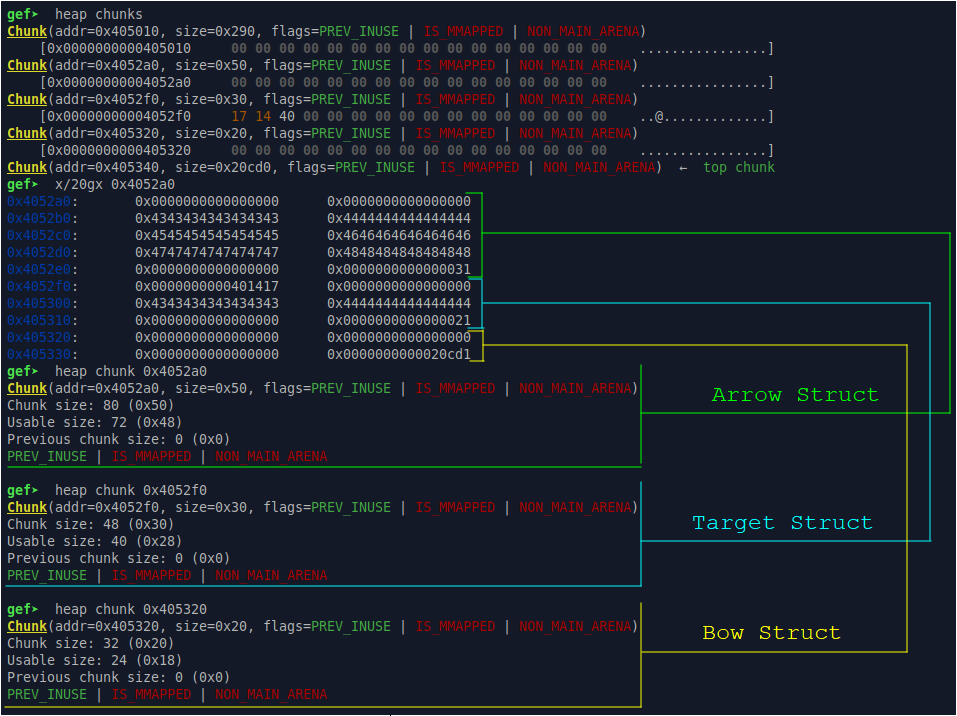 gef➤  heap chunks
Chunk(addr=0x405010, size=0x290, flags=PREV_INUSE | IS_MMAPPED | NON_MAIN_ARENA)
    [0x0000000000405010     00 00 00 00 00 00 00 00 00 00 00 00 00 00 00 00    ................]
Chunk(addr=0x4052a0, size=0x50, flags=PREV_INUSE | IS_MMAPPED | NON_MAIN_ARENA)
    [0x00000000004052a0     00 00 00 00 00 00 00 00 00 00 00 00 00 00 00 00    ................]
Chunk(addr=0x4052f0, size=0x30, flags=PREV_INUSE | IS_MMAPPED | NON_MAIN_ARENA)
    [0x00000000004052f0     17 14 40 00 00 00 00 00 00 00 00 00 00 00 00 00    ..@.............]
Chunk(addr=0x405320, size=0x20, flags=PREV_INUSE | IS_MMAPPED | NON_MAIN_ARENA)
    [0x0000000000405320     00 00 00 00 00 00 00 00 00 00 00 00 00 00 00 00    ................]
Chunk(addr=0x405340, size=0x20cd0, flags=PREV_INUSE | IS_MMAPPED | NON_MAIN_ARENA)  ←  top chunk
gef➤  x/20gx 0x4052a0
0x4052a0:       0x0000000000000000      0x0000000000000000
0x4052b0:       0x4343434343434343      0x4444444444444444
0x4052c0:       0x4545454545454545      0x4646464646464646
0x4052d0:       0x4747474747474747      0x4848484848484848
0x4052e0:       0x0000000000000000      0x0000000000000031
0x4052f0:       0x0000000000401417      0x0000000000000000
0x405300:       0x4343434343434343      0x4444444444444444
0x405310:       0x0000000000000000      0x0000000000000021
0x405320:       0x0000000000000000      0x0000000000000000
0x405330:       0x0000000000000000      0x0000000000020cd1
gef➤  heap chunk 0x4052a0
Chunk(addr=0x4052a0, size=0x50, flags=PREV_INUSE | IS_MMAPPED | NON_MAIN_ARENA)
Arrow Struct
Chunk size: 80 (0x50)
Usable size: 72 (0x48)
Previous chunk size: 0 (0x0)
PREV_INUSE | IS_MMAPPED | NON_MAIN_ARENA
gef➤  heap chunk 0x4052f0
Chunk(addr=0x4052f0, size=0x30, flags=PREV_INUSE | IS_MMAPPED | NON_MAIN_ARENA)
Target Struct
Chunk size: 48 (0x30)
Usable size: 40 (0x28)
Previous chunk size: 0 (0x0)
PREV_INUSE | IS_MMAPPED | NON_MAIN_ARENA
gef➤  heap chunk 0x405320
Chunk(addr=0x405320, size=0x20, flags=PREV_INUSE | IS_MMAPPED | NON_MAIN_ARENA)
Bow Struct
Chunk size: 32 (0x20)
Usable size: 24 (0x18)
Previous chunk size: 0 (0x0)
PREV_INUSE | IS_MMAPPED | NON_MAIN_ARENA